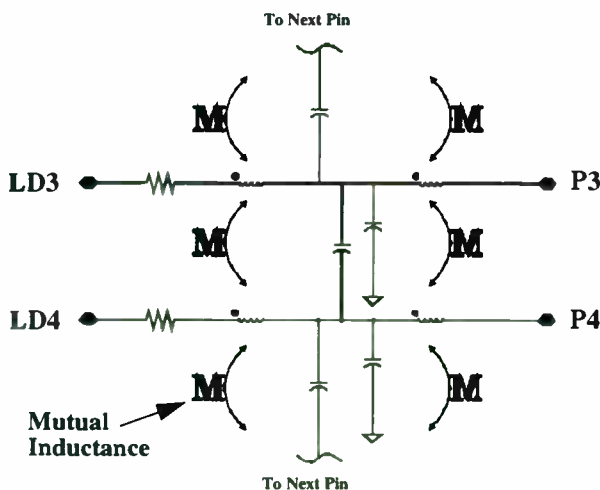 To Next Pin
M M
LD3 P3
M M
LD4 P4
M M
Mutual
Inductance
To Next Pin